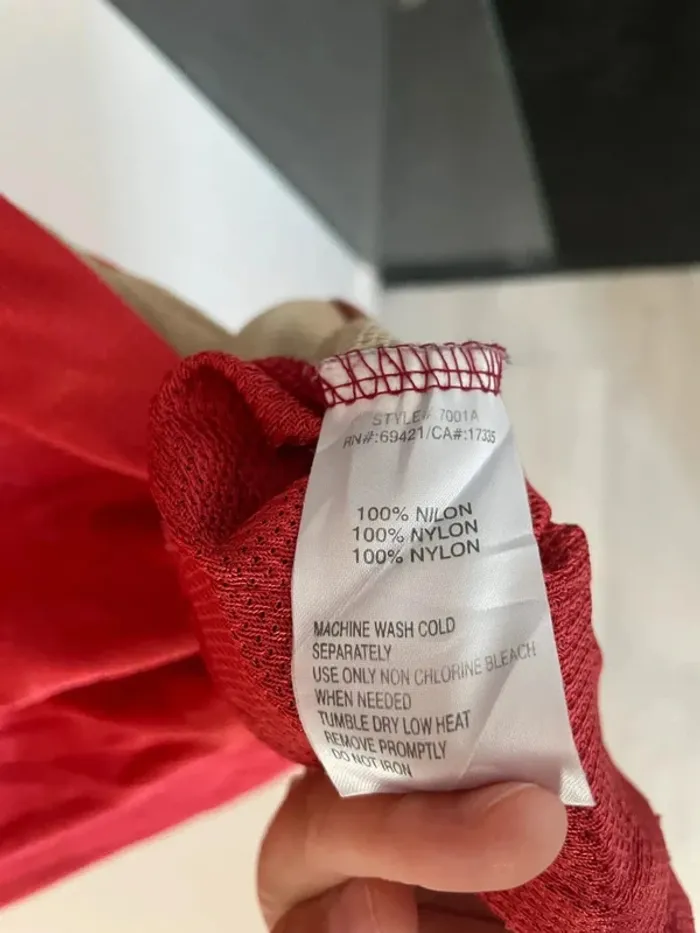 STYLE# 7001A
RN#:69421/CA#:17335
100% NILON
100% NYLON
100% NYLON
MACHINE WASH COLD
SEPARATELY
USE ONLY NON CHLORINE BLEACH
WHEN NEEDED
TUMBLE DRY LOW HEAT
REMOVE PROMPTLY
DO NOT IRON